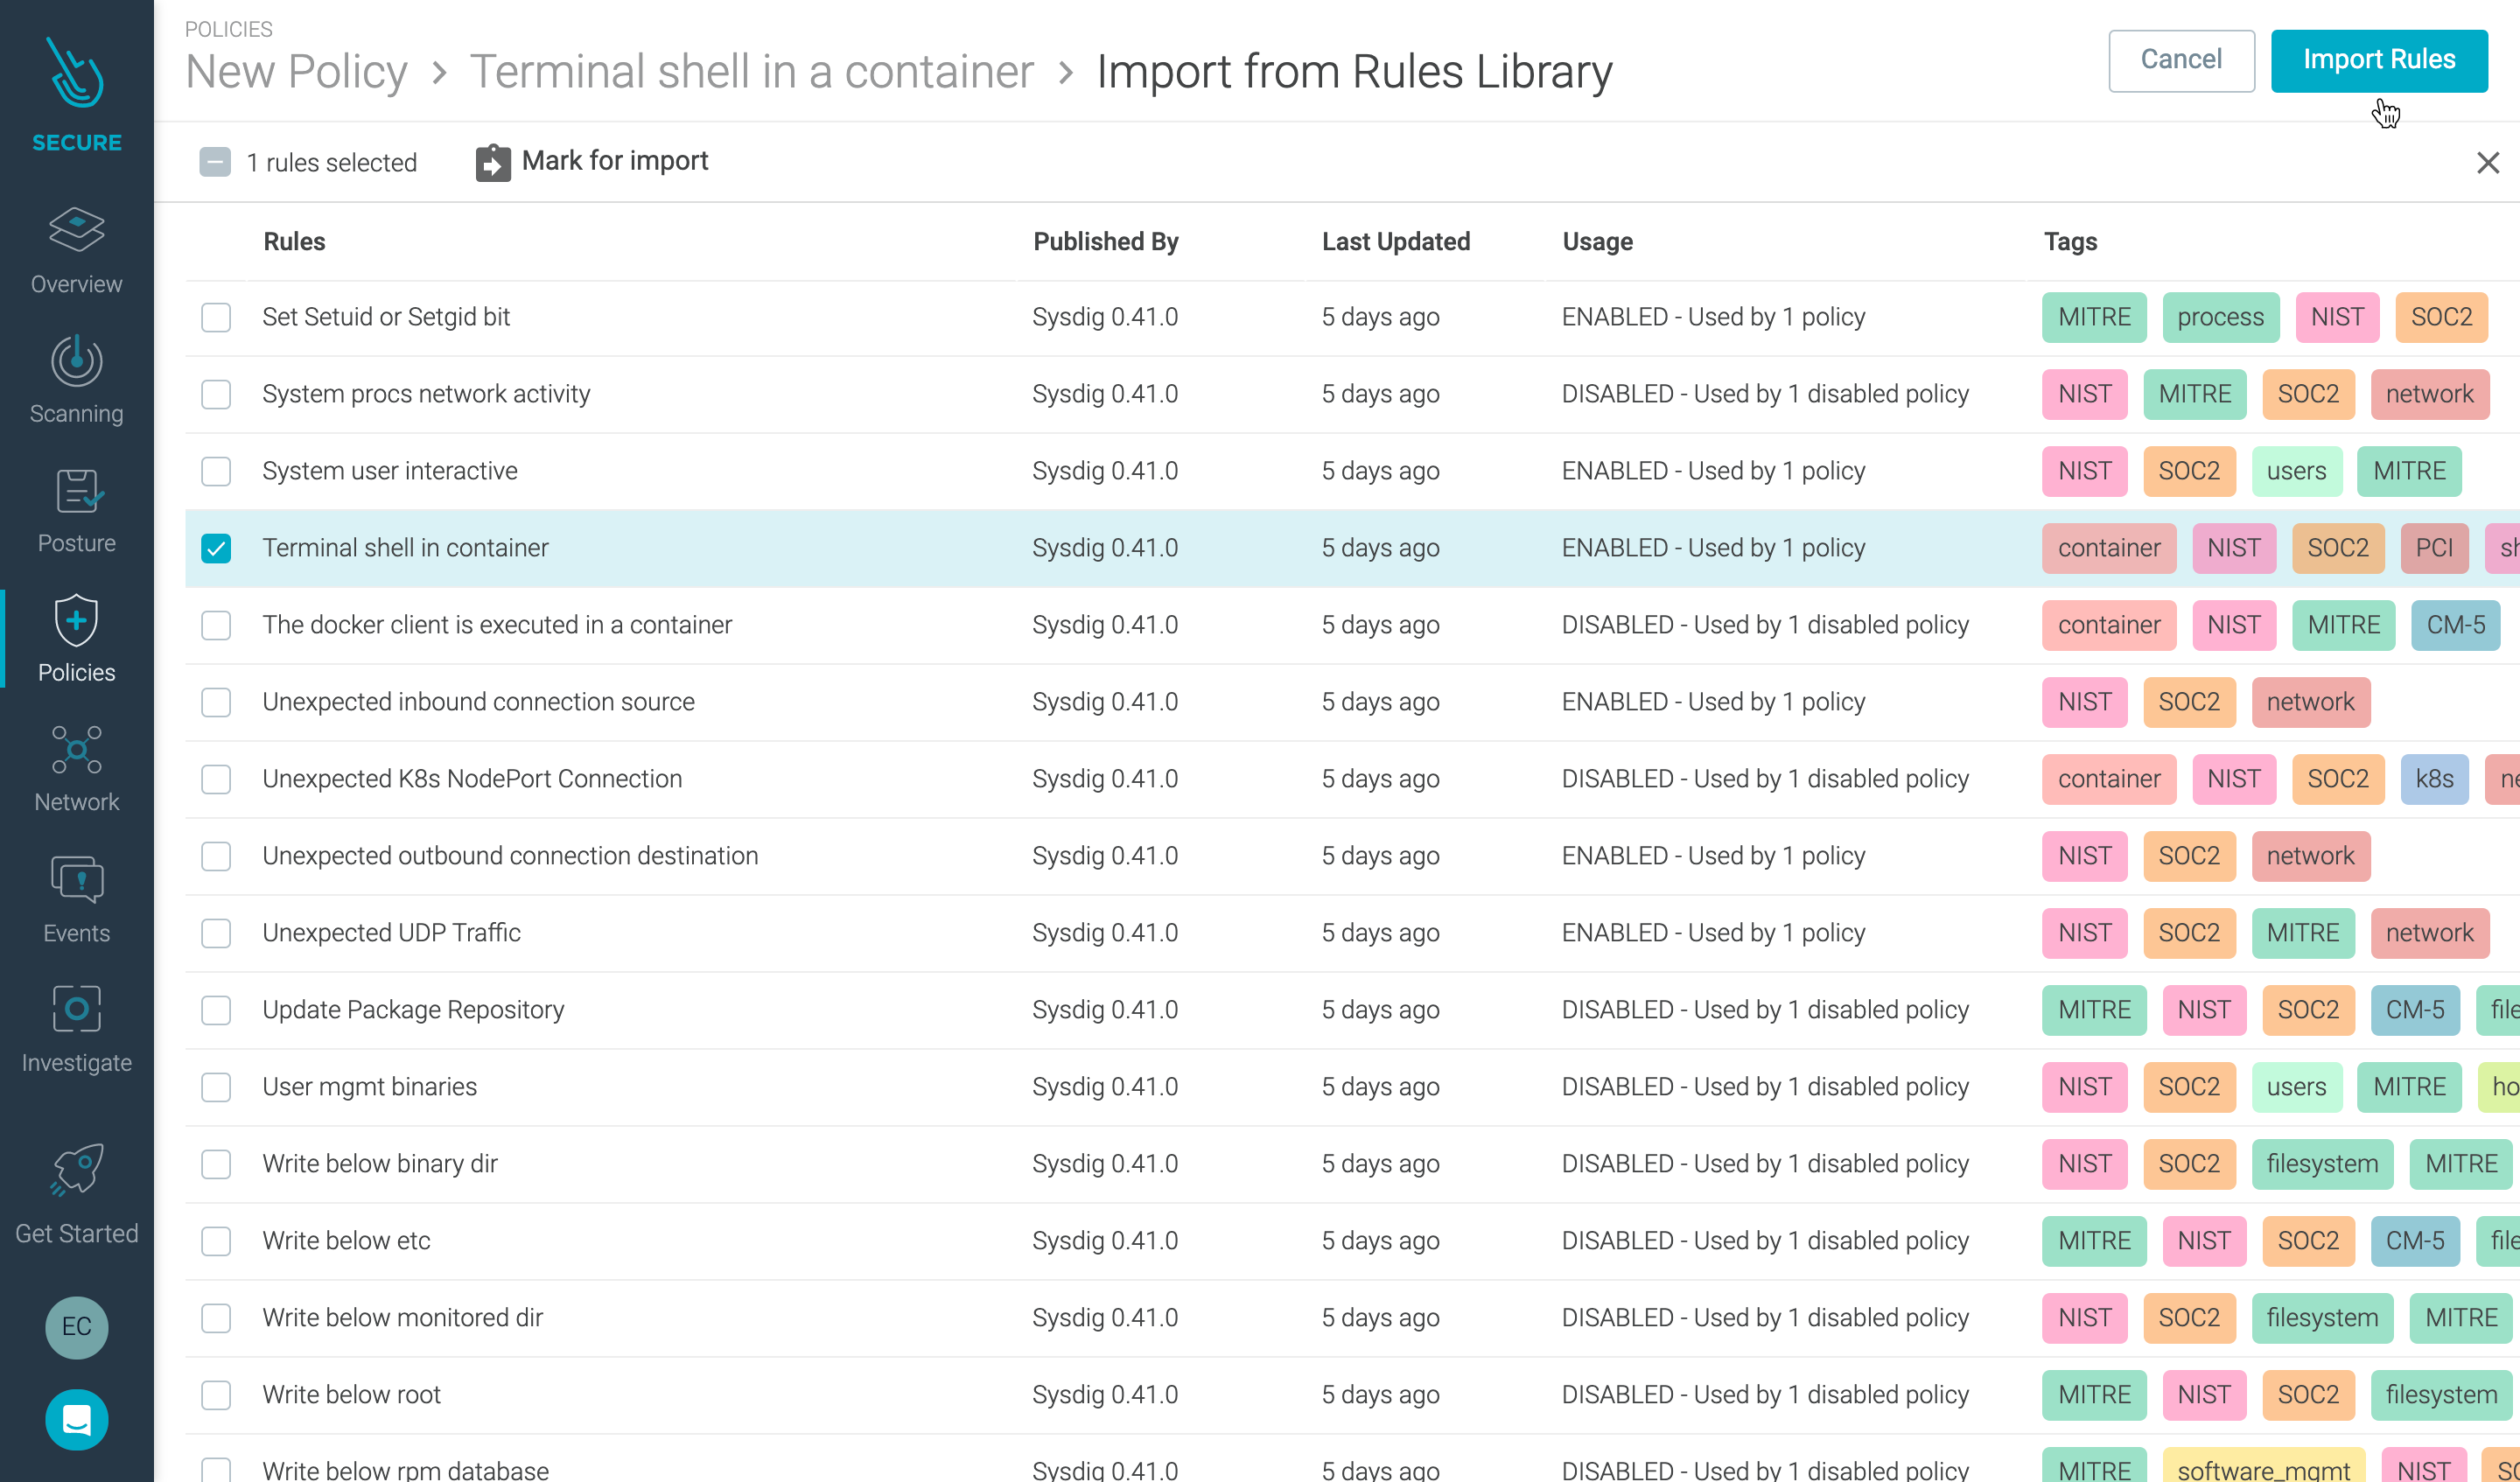 POLICIES
New Policy > Terminal shell in a container > Import from Rules Library
Cancel
Import Rules
SECURE
1 rules selected
Mark for import
Overview
Scanning
Posture
Policies
Network
Events
Investigate
Get Started
EC
Rules Published By Last Updated Usage Tags
Set Setuid or Setgid bit Sysdig 0.41.0 5 days ago ENABLED - Used by 1 policy MITRE process NIST SOC2
System procs network activity Sysdig 0.41.0 5 days ago DISABLED - Used by 1 disabled policy NIST MITRE SOC2 network
System user interactive Sysdig 0.41.0 5 days ago ENABLED - Used by 1 policy NIST SOC2 users MITRE
Terminal shell in container Sysdig 0.41.0 5 days ago ENABLED - Used by 1 policy container NIST SOC2 PCI
The docker client is executed in a container Sysdig 0.41.0 5 days ago DISABLED - Used by 1 disabled policy container NIST MITRE CM-5
Unexpected inbound connection source Sysdig 0.41.0 5 days ago ENABLED - Used by 1 policy NIST SOC2 network
Unexpected K8s NodePort Connection Sysdig 0.41.0 5 days ago DISABLED - Used by 1 disabled policy container NIST SOC2 k8s
Unexpected outbound connection destination Sysdig 0.41.0 5 days ago ENABLED - Used by 1 policy NIST SOC2 network
Unexpected UDP Traffic Sysdig 0.41.0 5 days ago ENABLED - Used by 1 policy NIST SOC2 MITRE network
Update Package Repository Sysdig 0.41.0 5 days ago DISABLED - Used by 1 disabled policy MITRE NIST SOC2 CM-5
User mgmt binaries Sysdig 0.41.0 5 days ago DISABLED - Used by 1 disabled policy NIST SOC2 users MITRE
Write below binary dir Sysdig 0.41.0 5 days ago DISABLED - Used by 1 disabled policy NIST SOC2 filesystem MITRE
Write below etc Sysdig 0.41.0 5 days ago DISABLED - Used by 1 disabled policy MITRE NIST SOC2 CM-5
Write below monitored dir Sysdig 0.41.0 5 days ago DISABLED - Used by 1 disabled policy NIST SOC2 filesystem MITRE
Write below root Sysdig 0.41.0 5 days ago DISABLED - Used by 1 disabled policy MITRE NIST SOC2 filesystem
Write below rpm database Sysdig 0.41.0 5 days ago DISABLED - Used by 1 disabled policy MITRE software_mgmt NIST